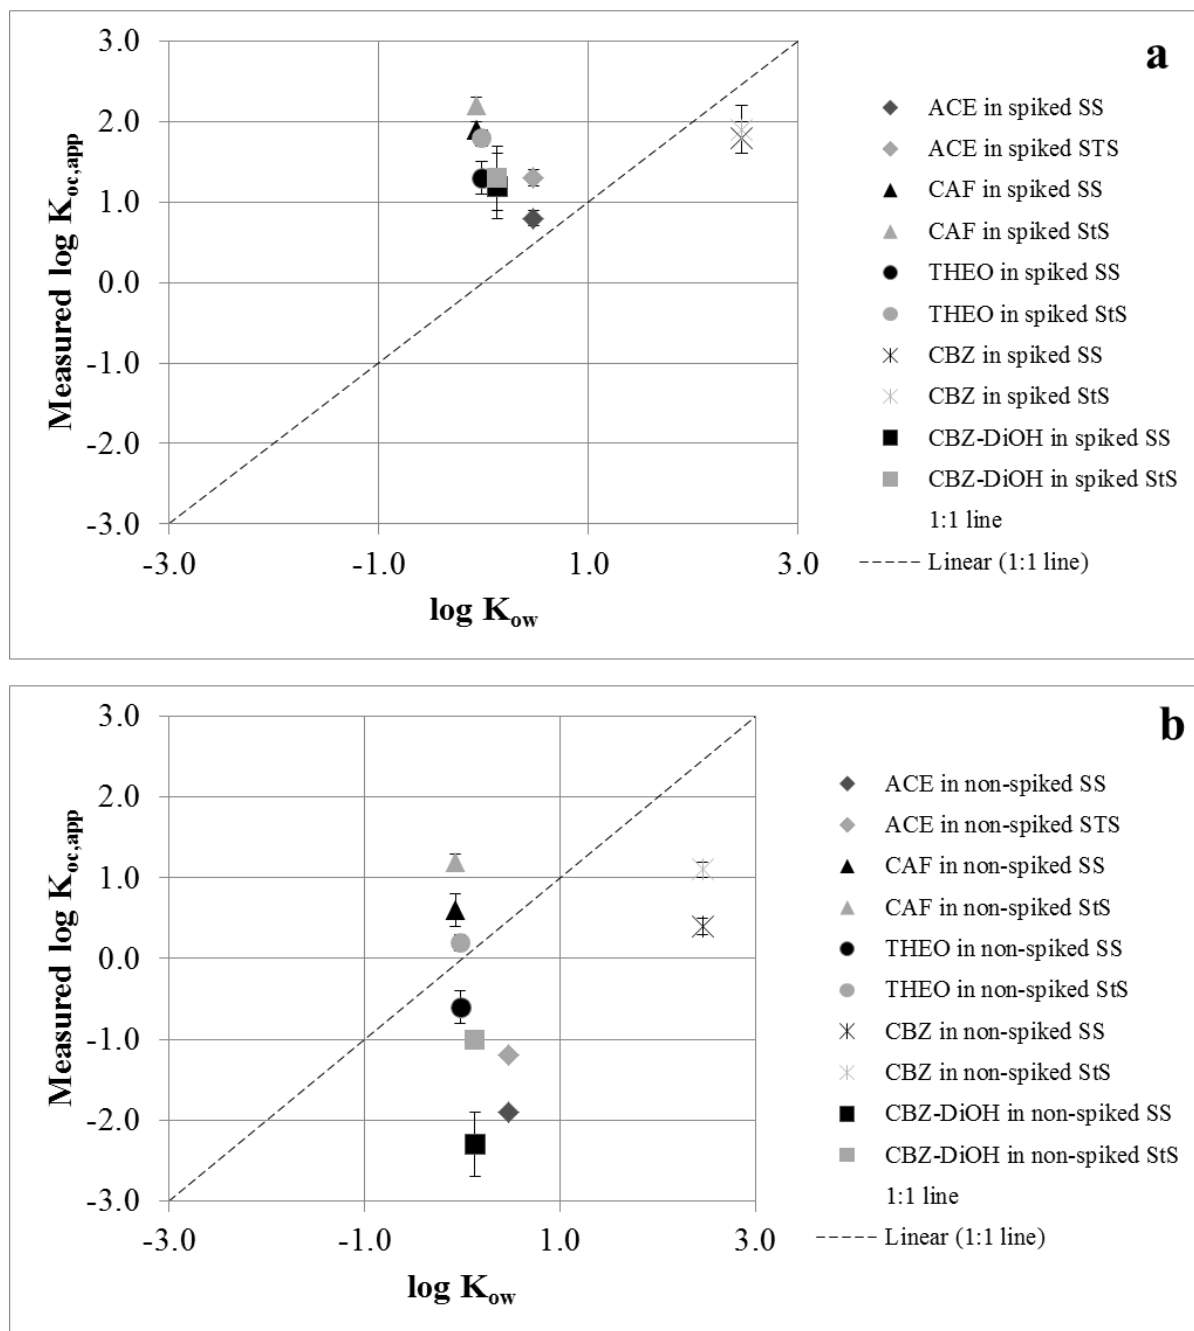 a
3.0
2.0
1.0
0.0
-1.0
-2.0
-3.0
Measured log Koc,app
-3.0 -1.0 1.0 3.0
log Kow
ACE in spiked SS
ACE in spiked STS
CAF in spiked SS
CAF in spiked StS
THEO in spiked SS
THEO in spiked StS
CBZ in spiked SS
CBZ in spiked StS
CBZ-DiOH in spiked SS
CBZ-DiOH in spiked StS
1:1 line
Linear (1:1 line)
b
3.0
2.0
1.0
0.0
-1.0
-2.0
-3.0
Measured log Koc,app
-3.0 -1.0 1.0 3.0
log Kow
ACE in non-spiked SS
ACE in non-spiked STS
CAF in non-spiked SS
CAF in non-spiked StS
THEO in non-spiked SS
THEO in non-spiked StS
CBZ in non-spiked SS
CBZ in non-spiked StS
CBZ-DiOH in non-spiked SS
CBZ-DiOH in non-spiked StS
1:1 line
Linear (1:1 line)